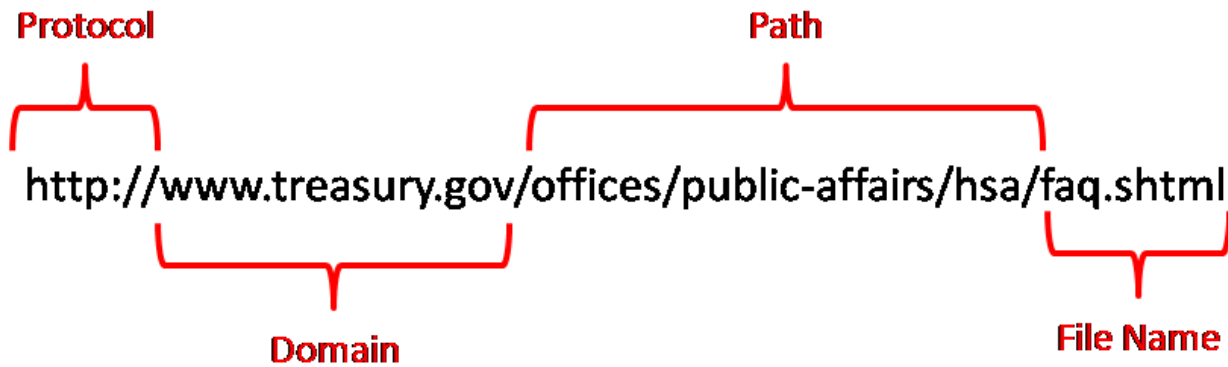 Protocol Path
http://www.treasury.gov/offices/public-affairs/hsa/faq.shtml
Domain File Name